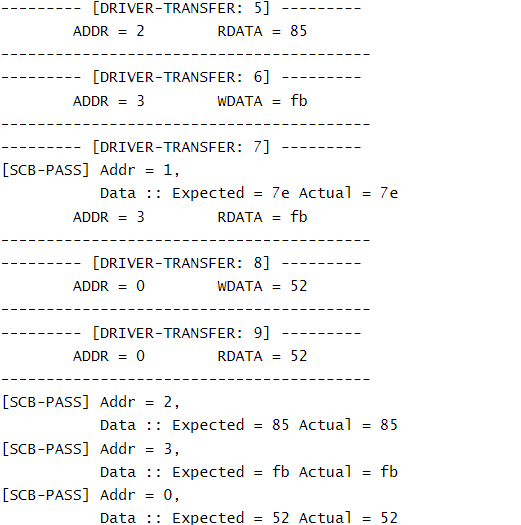 --------- [DRIVER-TRANSFER: 5] ---------
        ADDR = 2        RDATA = 85
-----------------------------------------
--------- [DRIVER-TRANSFER: 6] ---------
        ADDR = 3        WDATA = fb
-----------------------------------------
--------- [DRIVER-TRANSFER: 7] ---------
[SCB-PASS] Addr = 1,
           Data :: Expected = 7e Actual = 7e
        ADDR = 3        RDATA = fb
-----------------------------------------
--------- [DRIVER-TRANSFER: 8] ---------
        ADDR = 0        WDATA = 52
-----------------------------------------
--------- [DRIVER-TRANSFER: 9] ---------
        ADDR = 0        RDATA = 52
-----------------------------------------
[SCB-PASS] Addr = 2,
           Data :: Expected = 85 Actual = 85
[SCB-PASS] Addr = 3,
           Data :: Expected = fb Actual = fb
[SCB-PASS] Addr = 0,
           Data :: Expected = 52 Actual = 52